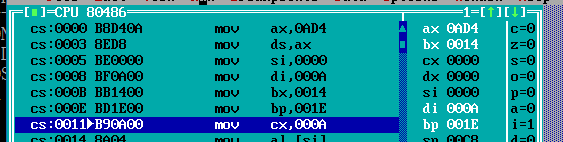 [■]=CPU 80486 1=[↑][↓]
cs:0000 B8D40A mov ax,0AD4 ax 0AD4 c=0
cs:0003 8ED8 mov ds,ax bx 0014 z=0
cs:0005 BE0000 mov si,0000 cx 0000 s=0
cs:0008 BF0A00 mov di,000A dx 0000 o=0
cs:000B BB1400 mov bx,0014 si 0000 p=0
cs:000E BD1E00 mov bp,001E di 000A a=0
cs:0011►B90A00 mov cx,000A bp 001E i=1
cs:0014 8A04 mov al,[si] sp 00C8 d=0